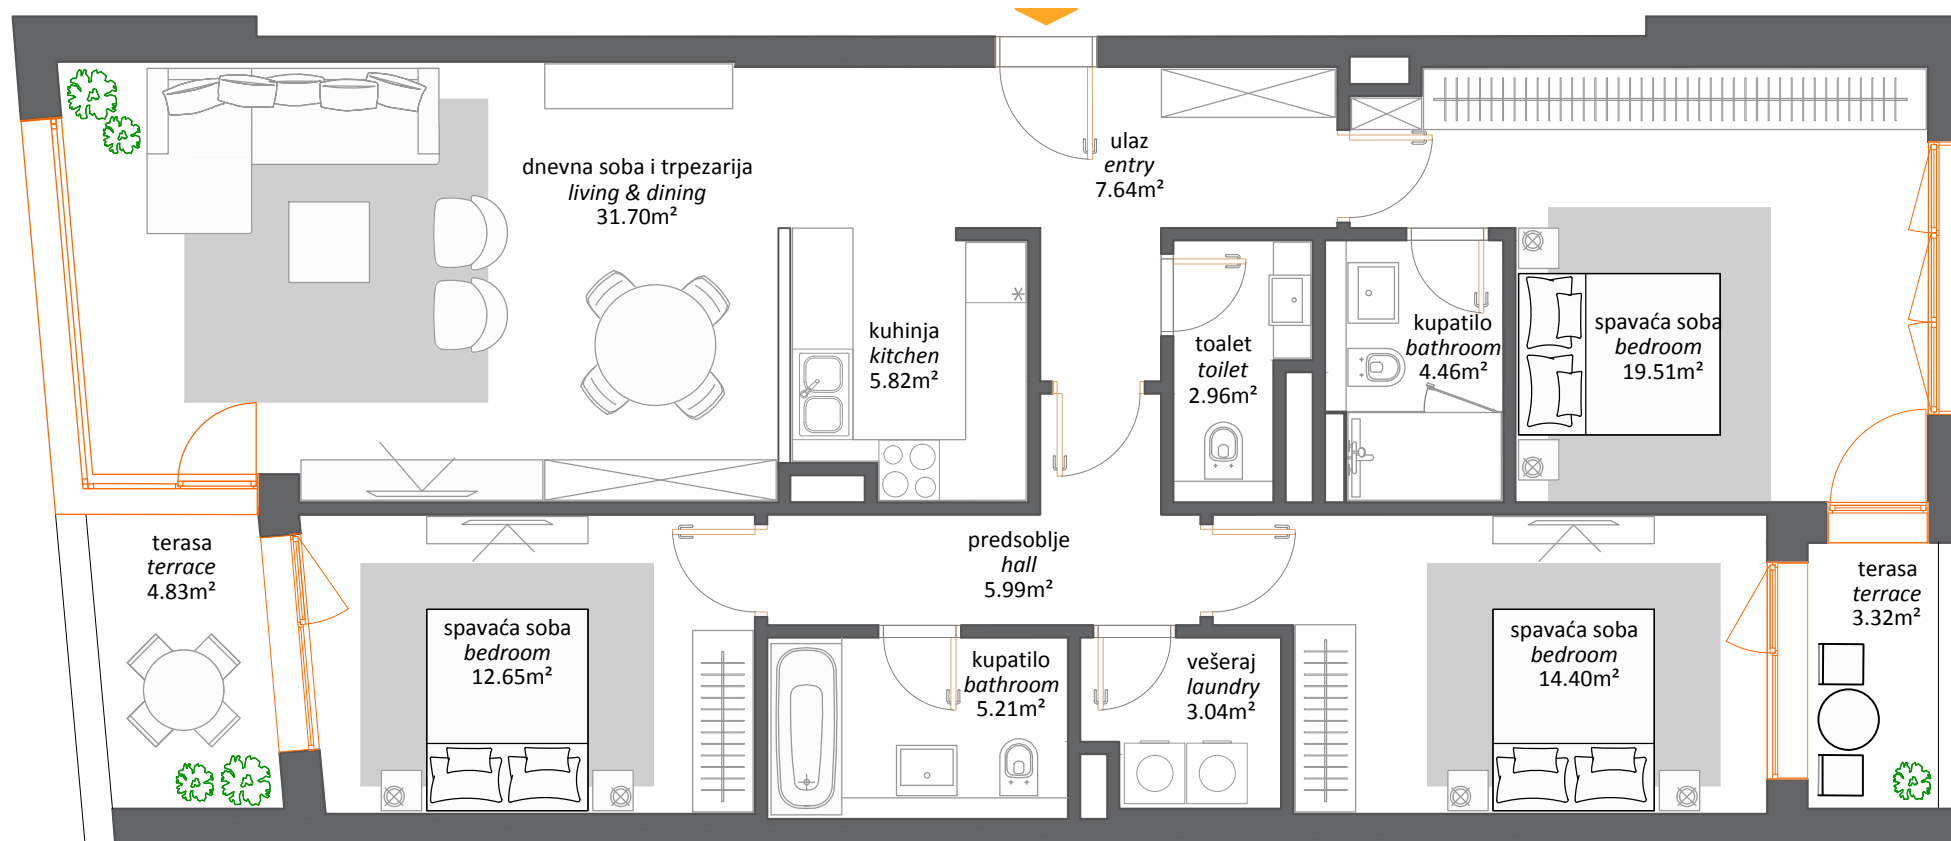 ulaz
entry
7.64m²
dnevna soba i trpezarija
living & dining
31.70m²
kuhinja
kitchen
5.82m²
toalet
toilet
2.96m²
kupatilo
bathroom
4.46m²
spavaća soba
bedroom
19.51m²
terasa
terrace
4.83m²
predsoblje
hall
5.99m²
terasa
terrace
3.32m²
spavaća soba
bedroom
12.65m²
kupatilo
bathroom
5.21m²
vešeraj
laundry
3.04m²
spavaća soba
bedroom
14.40m²